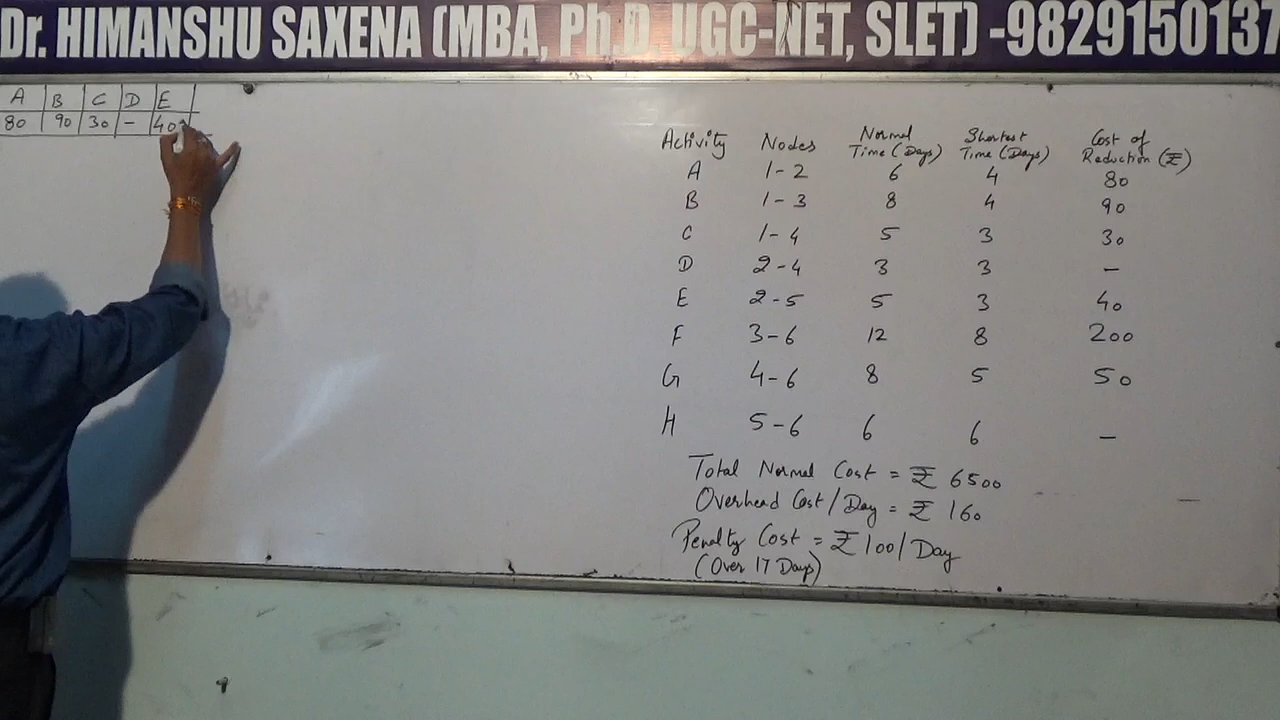 Dr. HIMANSHU SAXENA (MBA, Ph.D. UGC-NET, SLET) -9829150137
A B C D E
80 90 30 - 40
Activity Nodes Normal Time (Days) Shortest Time (Days) Cost of Reduction (₹)
A 1-2 6 4 80
B 1-3 8 4 90
C 1-4 5 3 30
D 2-4 3 3 -
E 2-5 5 3 40
F 3-6 12 8 200
G 4-6 8 5 50
H 5-6 6 6 -
Total Normal Cost = ₹ 6500
Overhead Cost/Day = ₹ 160
Penalty Cost = ₹ 100/Day
(Over 17 Days)